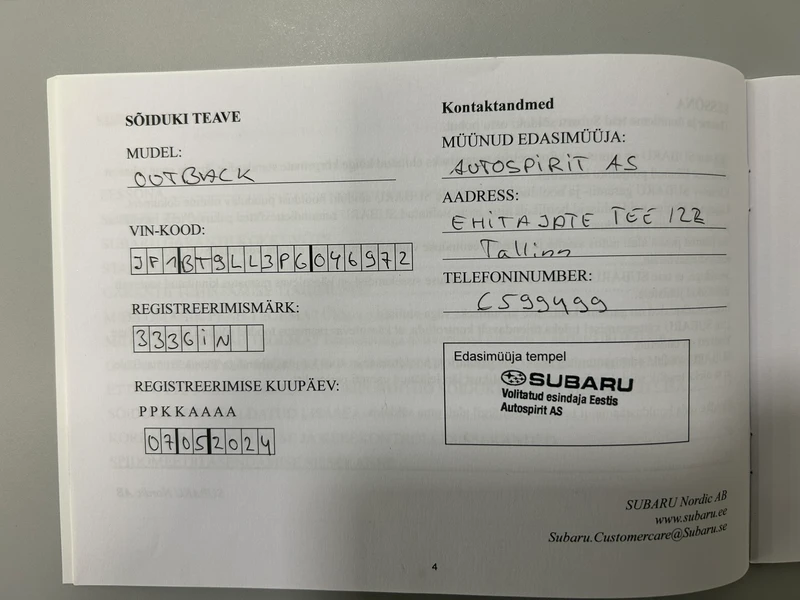 SÕIDUKI TEAVE
MUDEL:
OUTBACK
VIN-KOOD:
JF1BT9LL3PG046972
REGISTREERIMISMÄRK:
333GiN
REGISTREERIMISE KUUPÄEV:
PPKKAAAA
07052024
Kontaktandmed
MÜÜNUD EDASIMÜÜJA:
AUTOSPiRiT AS
AADRESS:
EHITAJATE TEE 122
Tallinn
TELEFONINUMBER:
6599499
Edasimüüja tempel
SUBARU
Volitatud esindaja Eestis
Autospirit AS
SUBARU Nordic AB
www.subaru.ee
Subaru.Customercare@Subaru.se
4